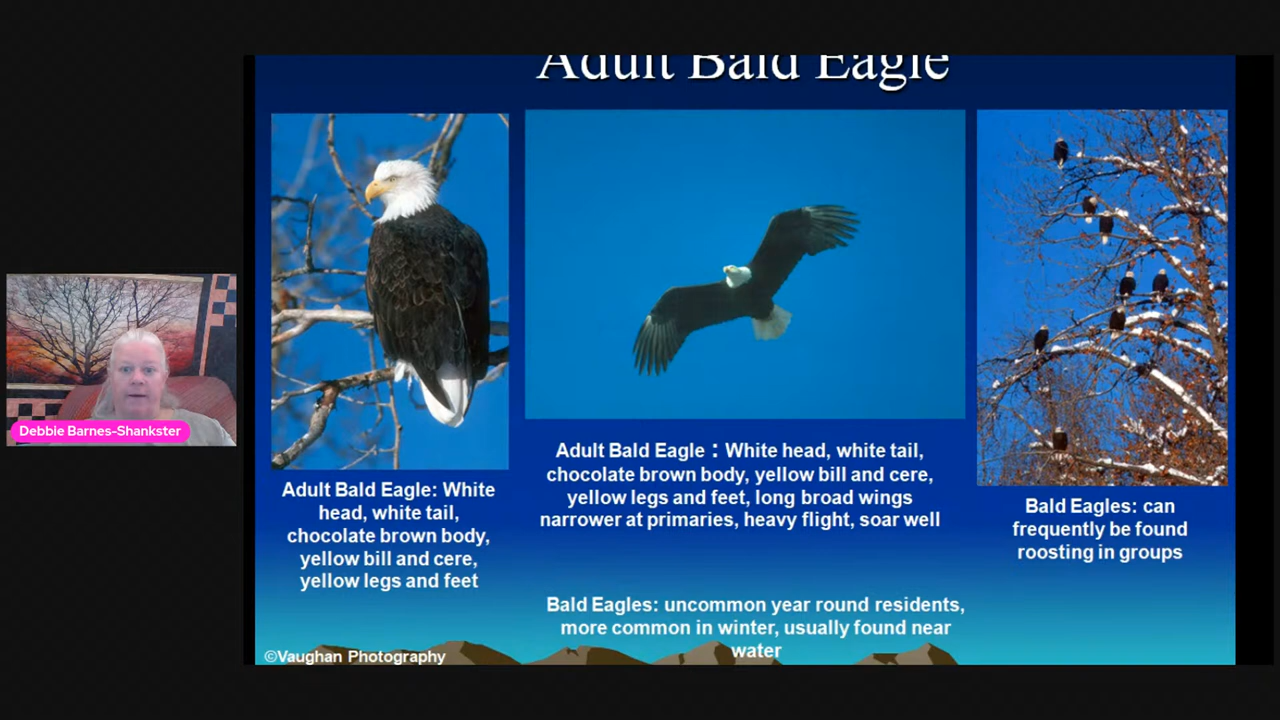 Adult Bald Eagle
Adult Bald Eagle: White
head, white tail,
chocolate brown body,
yellow bill and cere,
yellow legs and feet
Adult Bald Eagle : White head, white tail,
chocolate brown body, yellow bill and cere,
yellow legs and feet, long broad wings
narrower at primaries, heavy flight, soar well
Bald Eagles: can
frequently be found
roosting in groups
Bald Eagles: uncommon year round residents,
more common in winter, usually found near
water
©Vaughan Photography
Debbie Barnes-Shankster